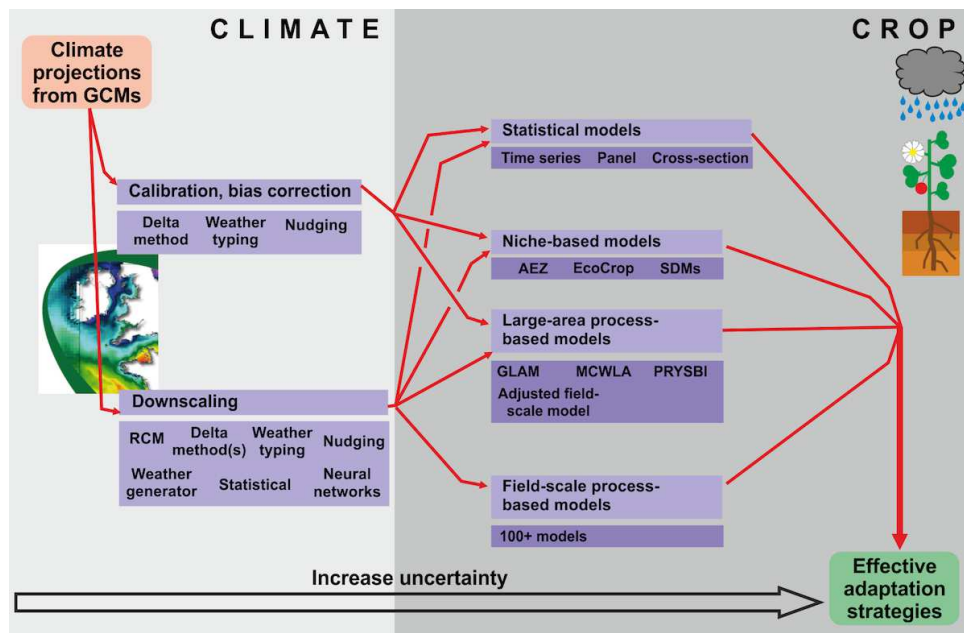 CLIMATE
CROP
Climate
projections
from GCMs
Calibration, bias correction
Delta
method
Weather
typing
Nudging
Downscaling
RCM
Delta
method(s)
Weather
typing
Nudging
Weather
generator
Statistical
Neural
networks
Statistical models
Time series Panel Cross-section
Niche-based models
AEZ EcoCrop SDMs
Large-area process-
based models
GLAM MCWLA PRYSBI
Adjusted field-
scale model
Field-scale process-
based models
100+ models
Increase uncertainty
Effective
adaptation
strategies